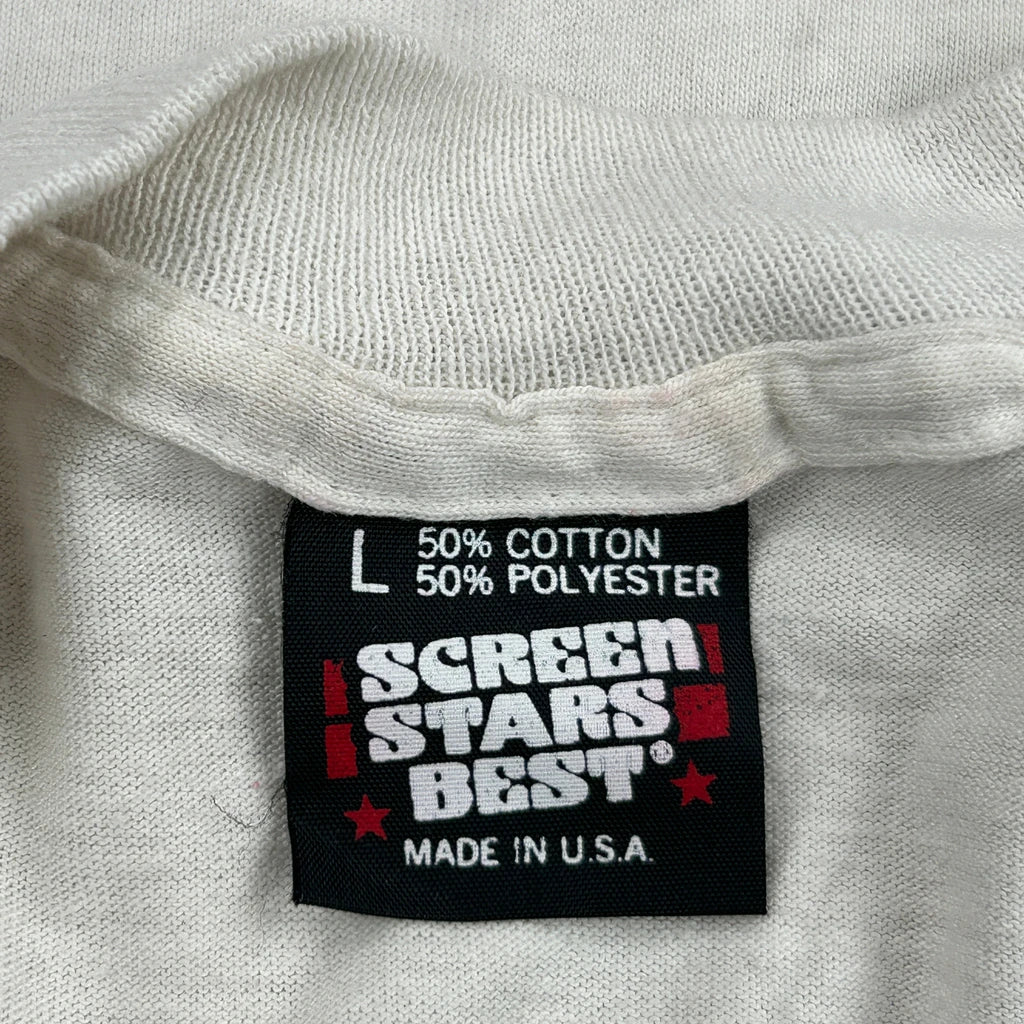 L 50% COTTON
50% POLYESTER
SCREEn
STARS
BEST®
MADE IN U.S.A.